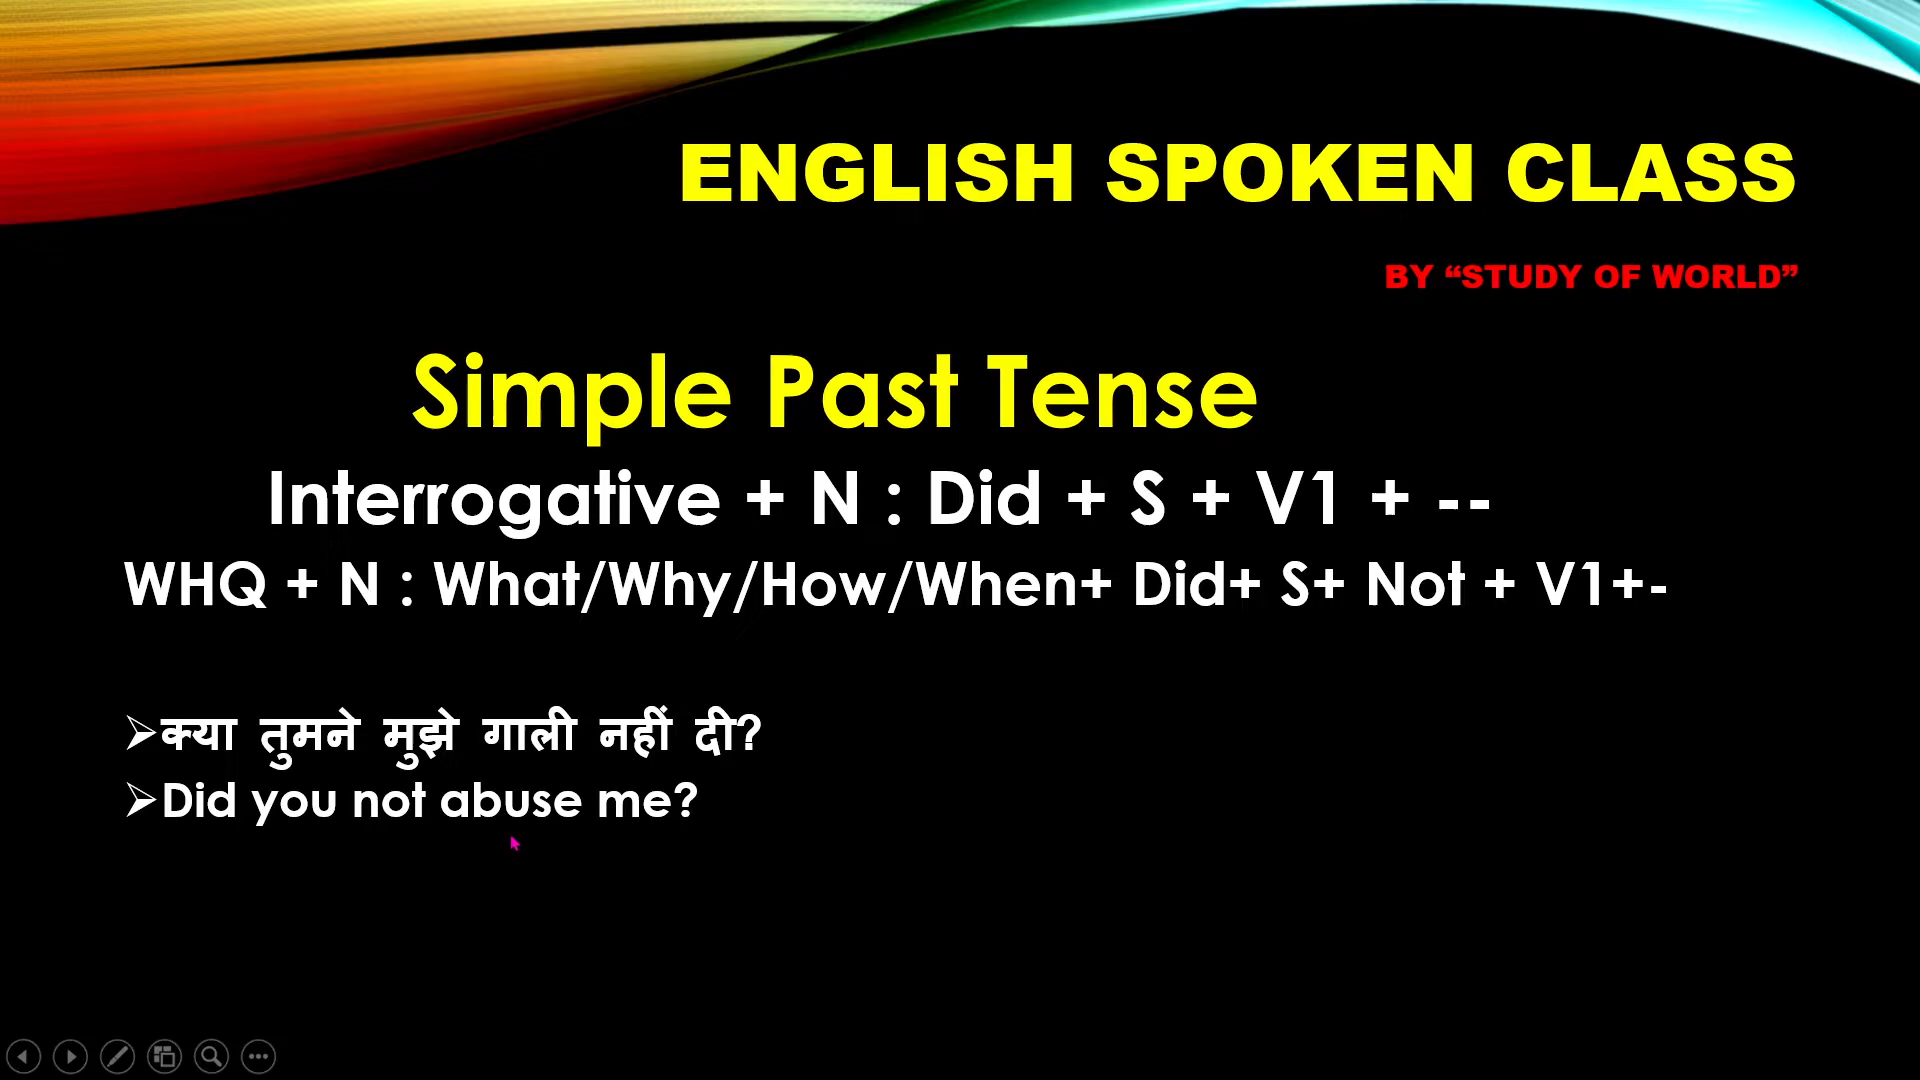 ENGLISH SPOKEN CLASS
BY “STUDY OF WORLD”
Simple Past Tense
Interrogative + N : Did + S + V1 + --
WHQ + N : What/Why/How/When+ Did+ S+ Not + V1+-
➢क्या तुमने मुझे गाली नहीं दी?
➢Did you not abuse me?